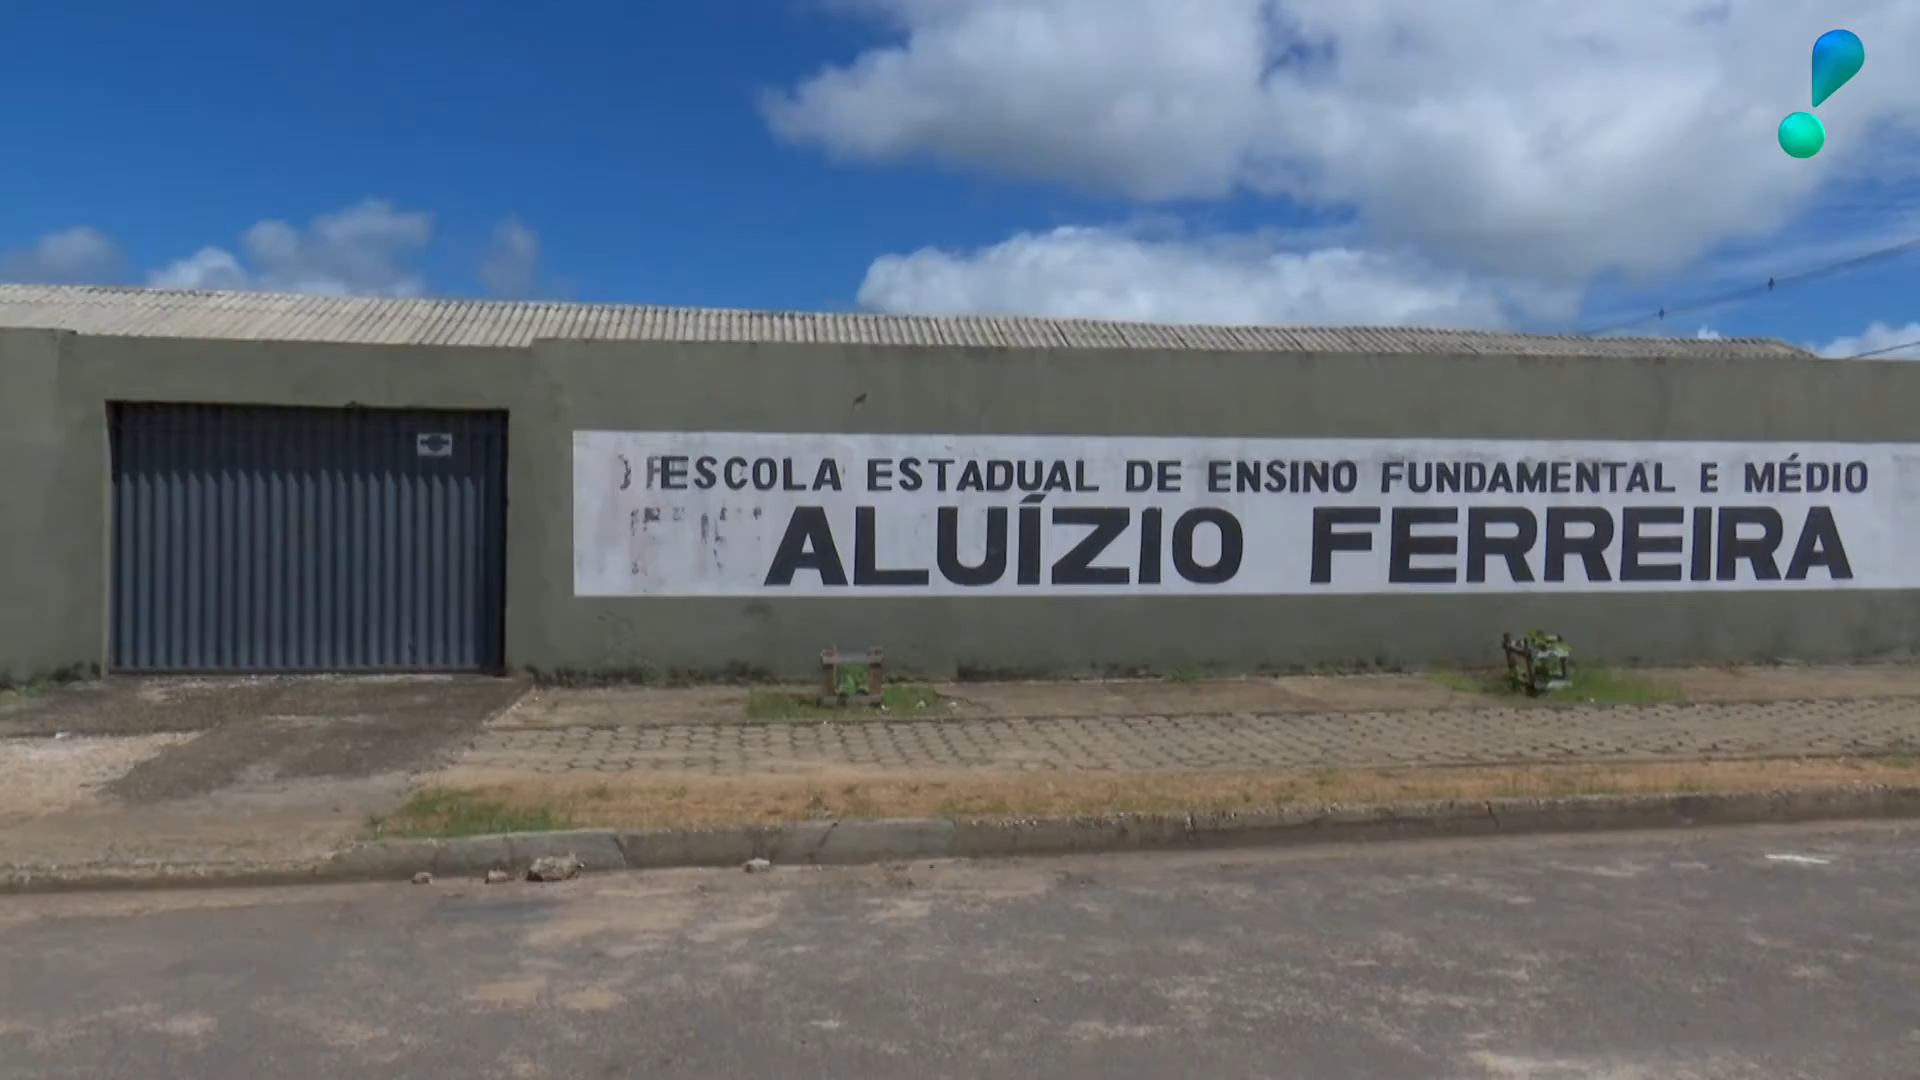 ESCOLA ESTADUAL DE ENSINO FUNDAMENTAL E MÉDIO
ALUÍZIO FERREIRA